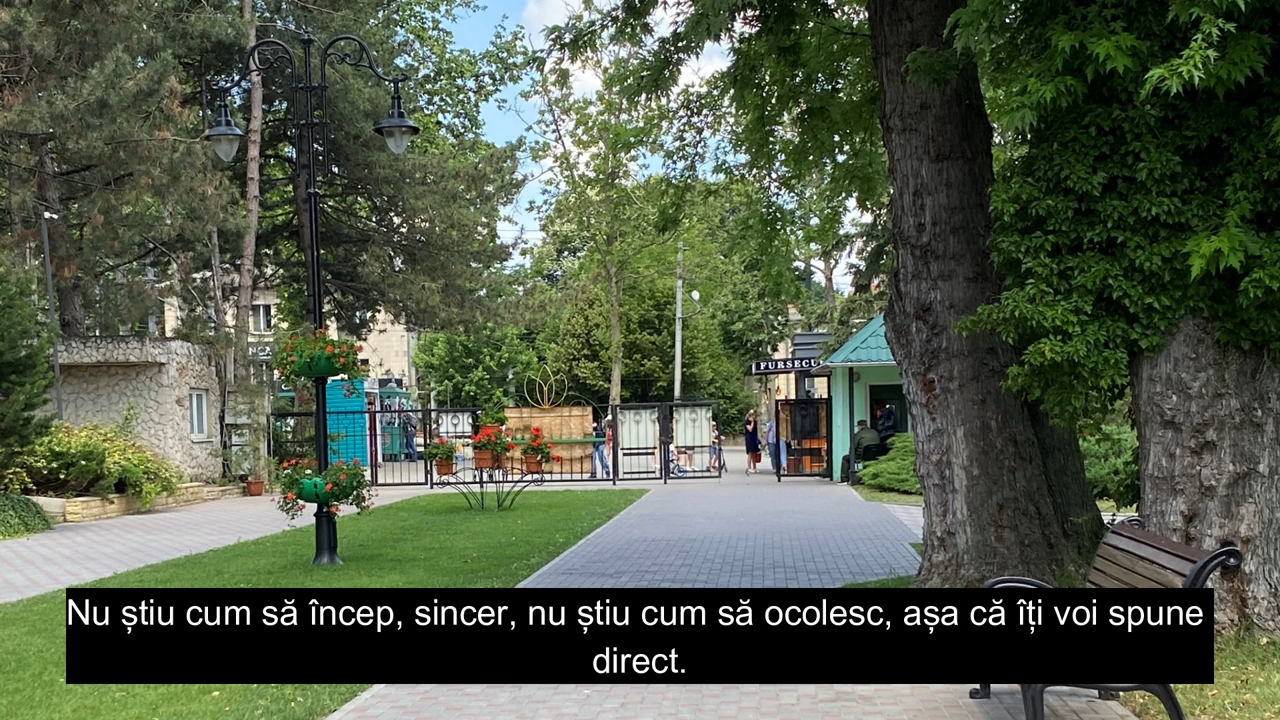 FURSECU
Nu știu cum să încep, sincer, nu știu cum să ocolesc, așa că îți voi spune
direct.